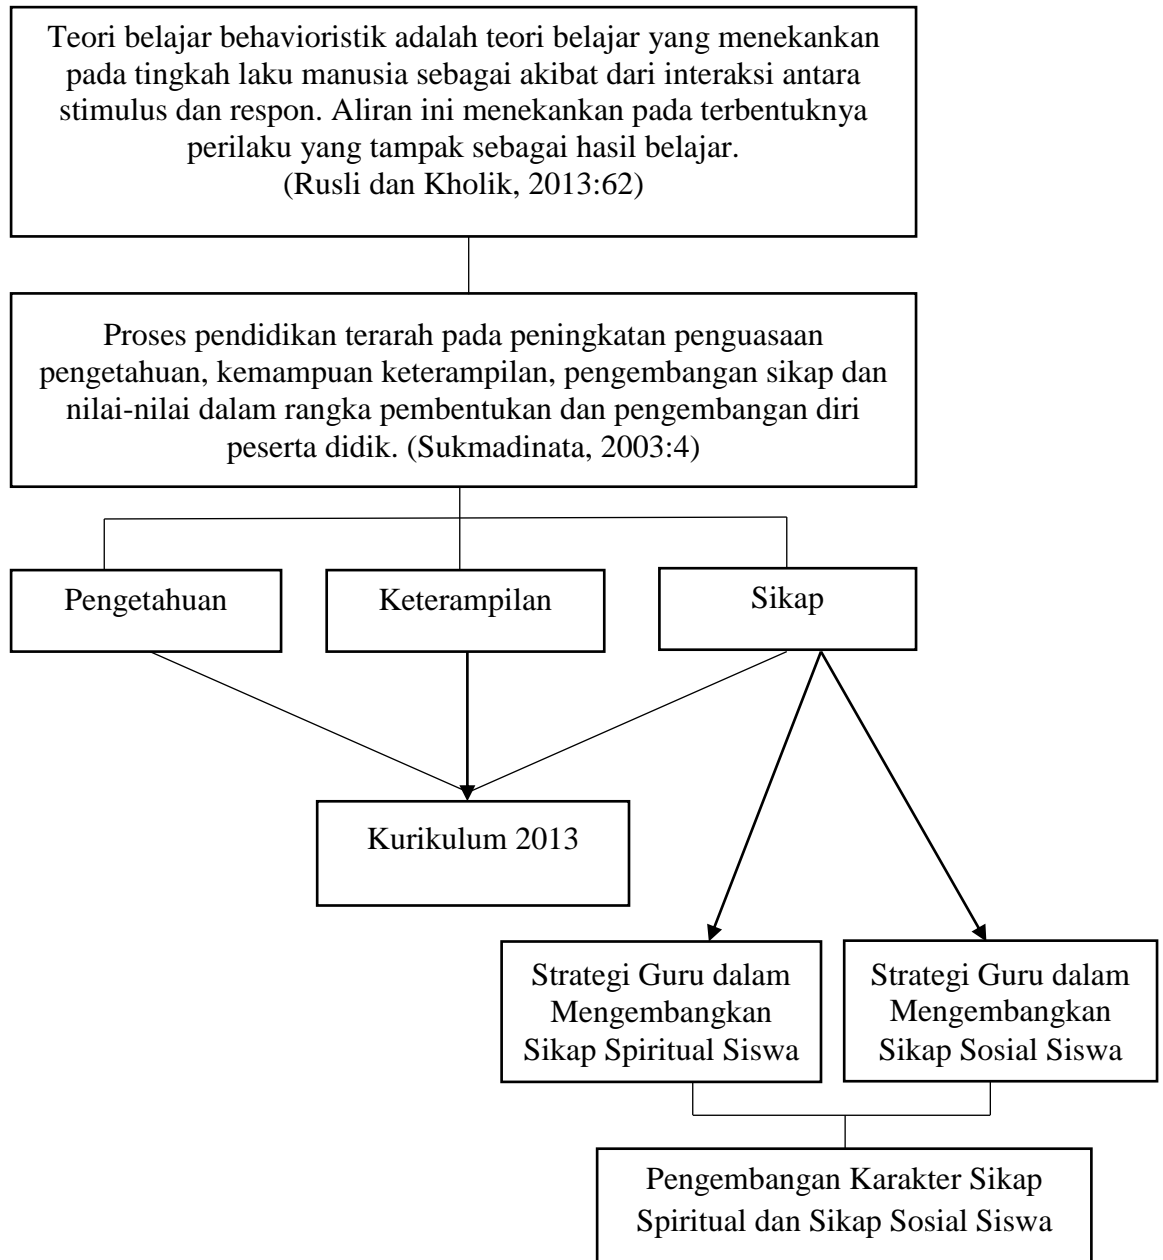 Teori belajar behavioristik adalah teori belajar yang menekankan
pada tingkah laku manusia sebagai akibat dari interaksi antara
stimulus dan respon. Aliran ini menekankan pada terbentuknya
perilaku yang tampak sebagai hasil belajar.
(Rusli dan Kholik, 2013:62)
Proses pendidikan terarah pada peningkatan penguasaan
pengetahuan, kemampuan keterampilan, pengembangan sikap dan
nilai-nilai dalam rangka pembentukan dan pengembangan diri
peserta didik. (Sukmadinata, 2003:4)
Pengetahuan
Keterampilan
Sikap
Kurikulum 2013
Strategi Guru dalam
Mengembangkan
Sikap Spiritual Siswa
Strategi Guru dalam
Mengembangkan
Sikap Sosial Siswa
Pengembangan Karakter Sikap
Spiritual dan Sikap Sosial Siswa